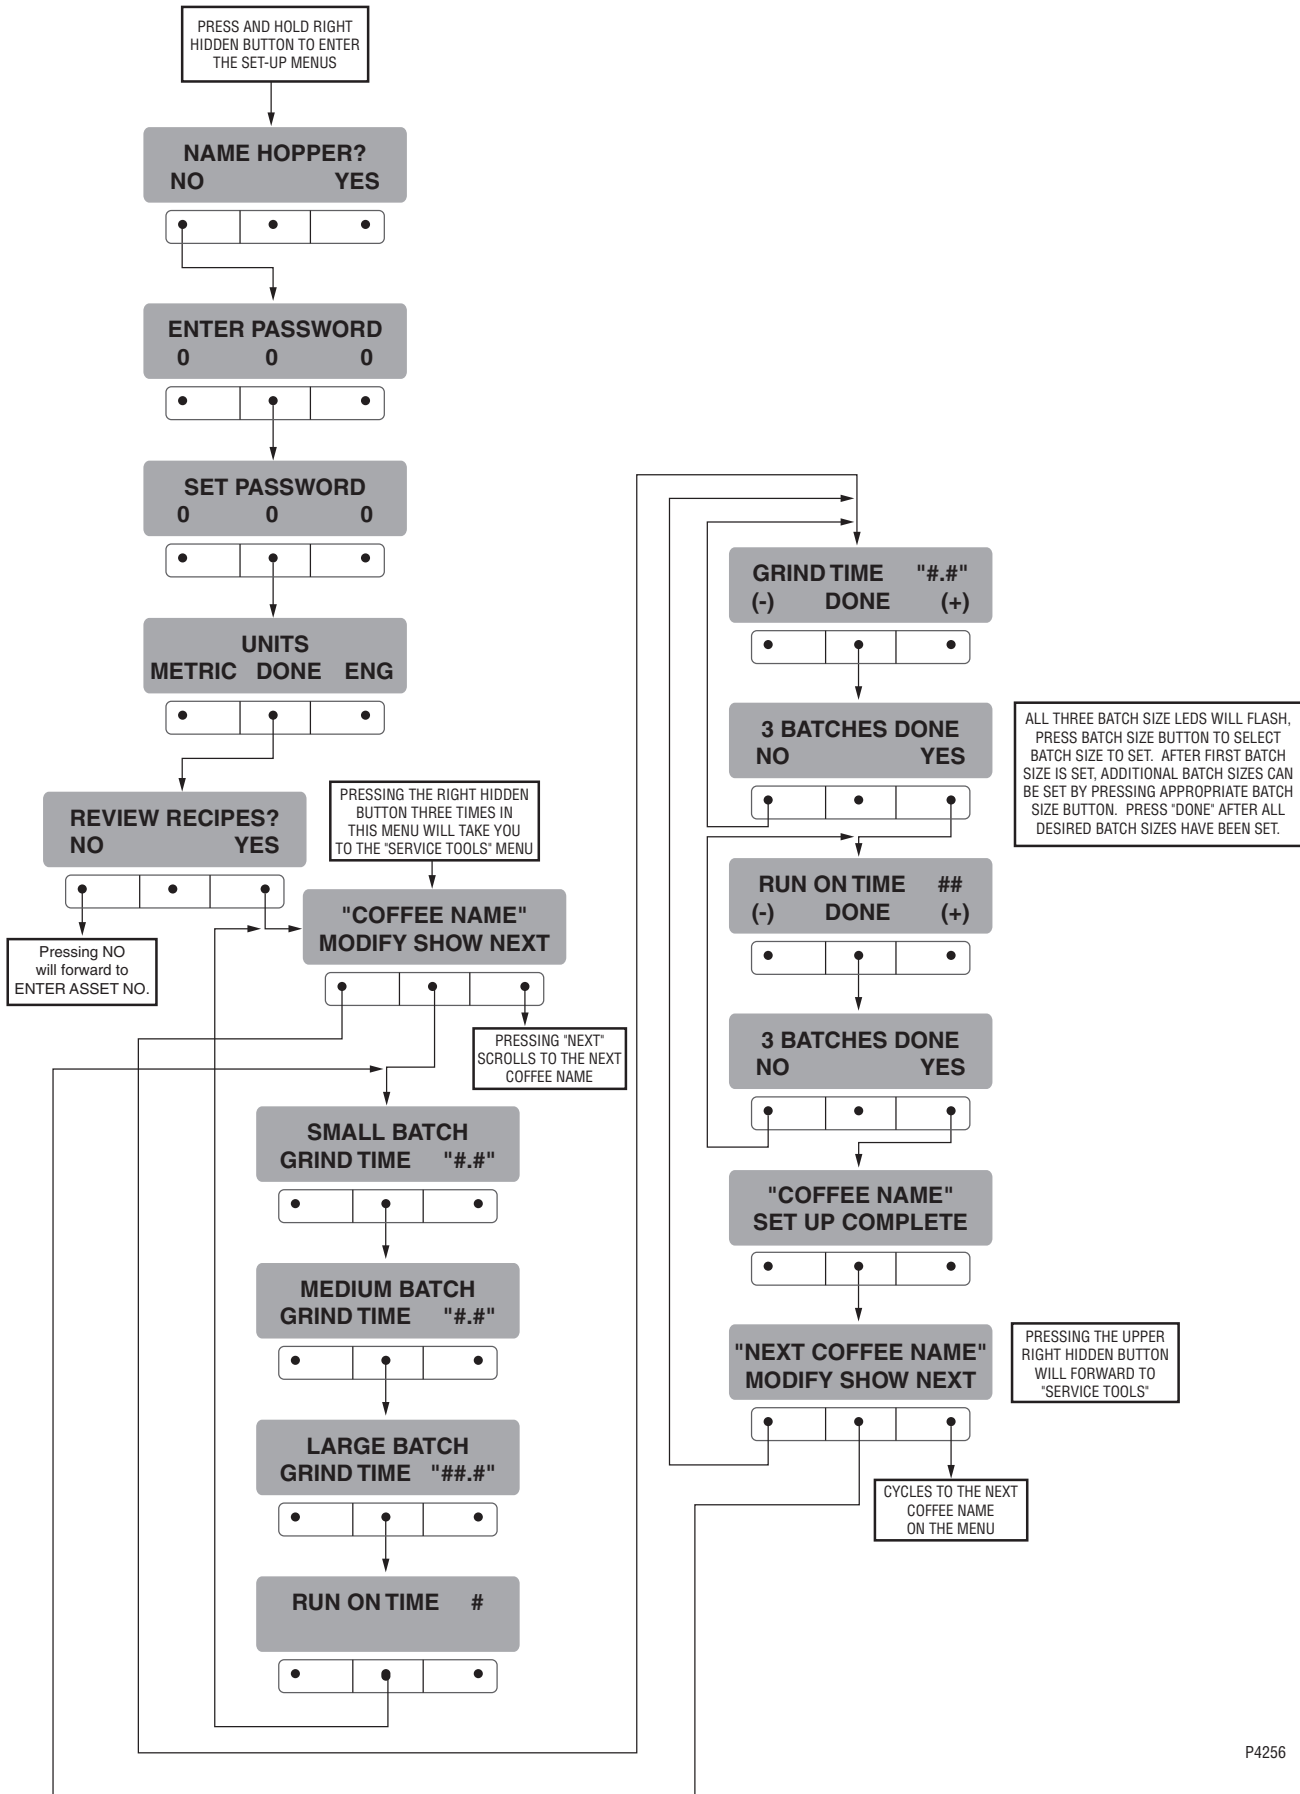 PRESS AND HOLD RIGHT
HIDDEN BUTTON TO ENTER
THE SET-UP MENUS
NAME HOPPER?
NO YES
ENTER PASSWORD
0 0 0
SET PASSWORD
0 0 0
UNITS
METRIC DONE ENG
REVIEW RECIPES?
NO YES
Pressing NO
will forward to
ENTER ASSET NO.
PRESSING THE RIGHT HIDDEN
BUTTON THREE TIMES IN
THIS MENU WILL TAKE YOU
TO THE "SERVICE TOOLS" MENU
"COFFEE NAME"
MODIFY SHOW NEXT
PRESSING "NEXT"
SCROLLS TO THE NEXT
COFFEE NAME
SMALL BATCH
GRIND TIME "#.#"
MEDIUM BATCH
GRIND TIME "#.#"
LARGE BATCH
GRIND TIME "##.#"
RUN ON TIME #
GRIND TIME "#.#"
(-) DONE (+)
3 BATCHES DONE
NO YES
ALL THREE BATCH SIZE LEDS WILL FLASH,
PRESS BATCH SIZE BUTTON TO SELECT
BATCH SIZE TO SET. AFTER FIRST BATCH
SIZE IS SET, ADDITIONAL BATCH SIZES CAN
BE SET BY PRESSING APPROPRIATE BATCH
SIZE BUTTON. PRESS "DONE" AFTER ALL
DESIRED BATCH SIZES HAVE BEEN SET.
RUN ON TIME ##
(-) DONE (+)
3 BATCHES DONE
NO YES
"COFFEE NAME"
SET UP COMPLETE
"NEXT COFFEE NAME"
MODIFY SHOW NEXT
PRESSING THE UPPER
RIGHT HIDDEN BUTTON
WILL FORWARD TO
"SERVICE TOOLS"
CYCLES TO THE NEXT
COFFEE NAME
ON THE MENU
P4256